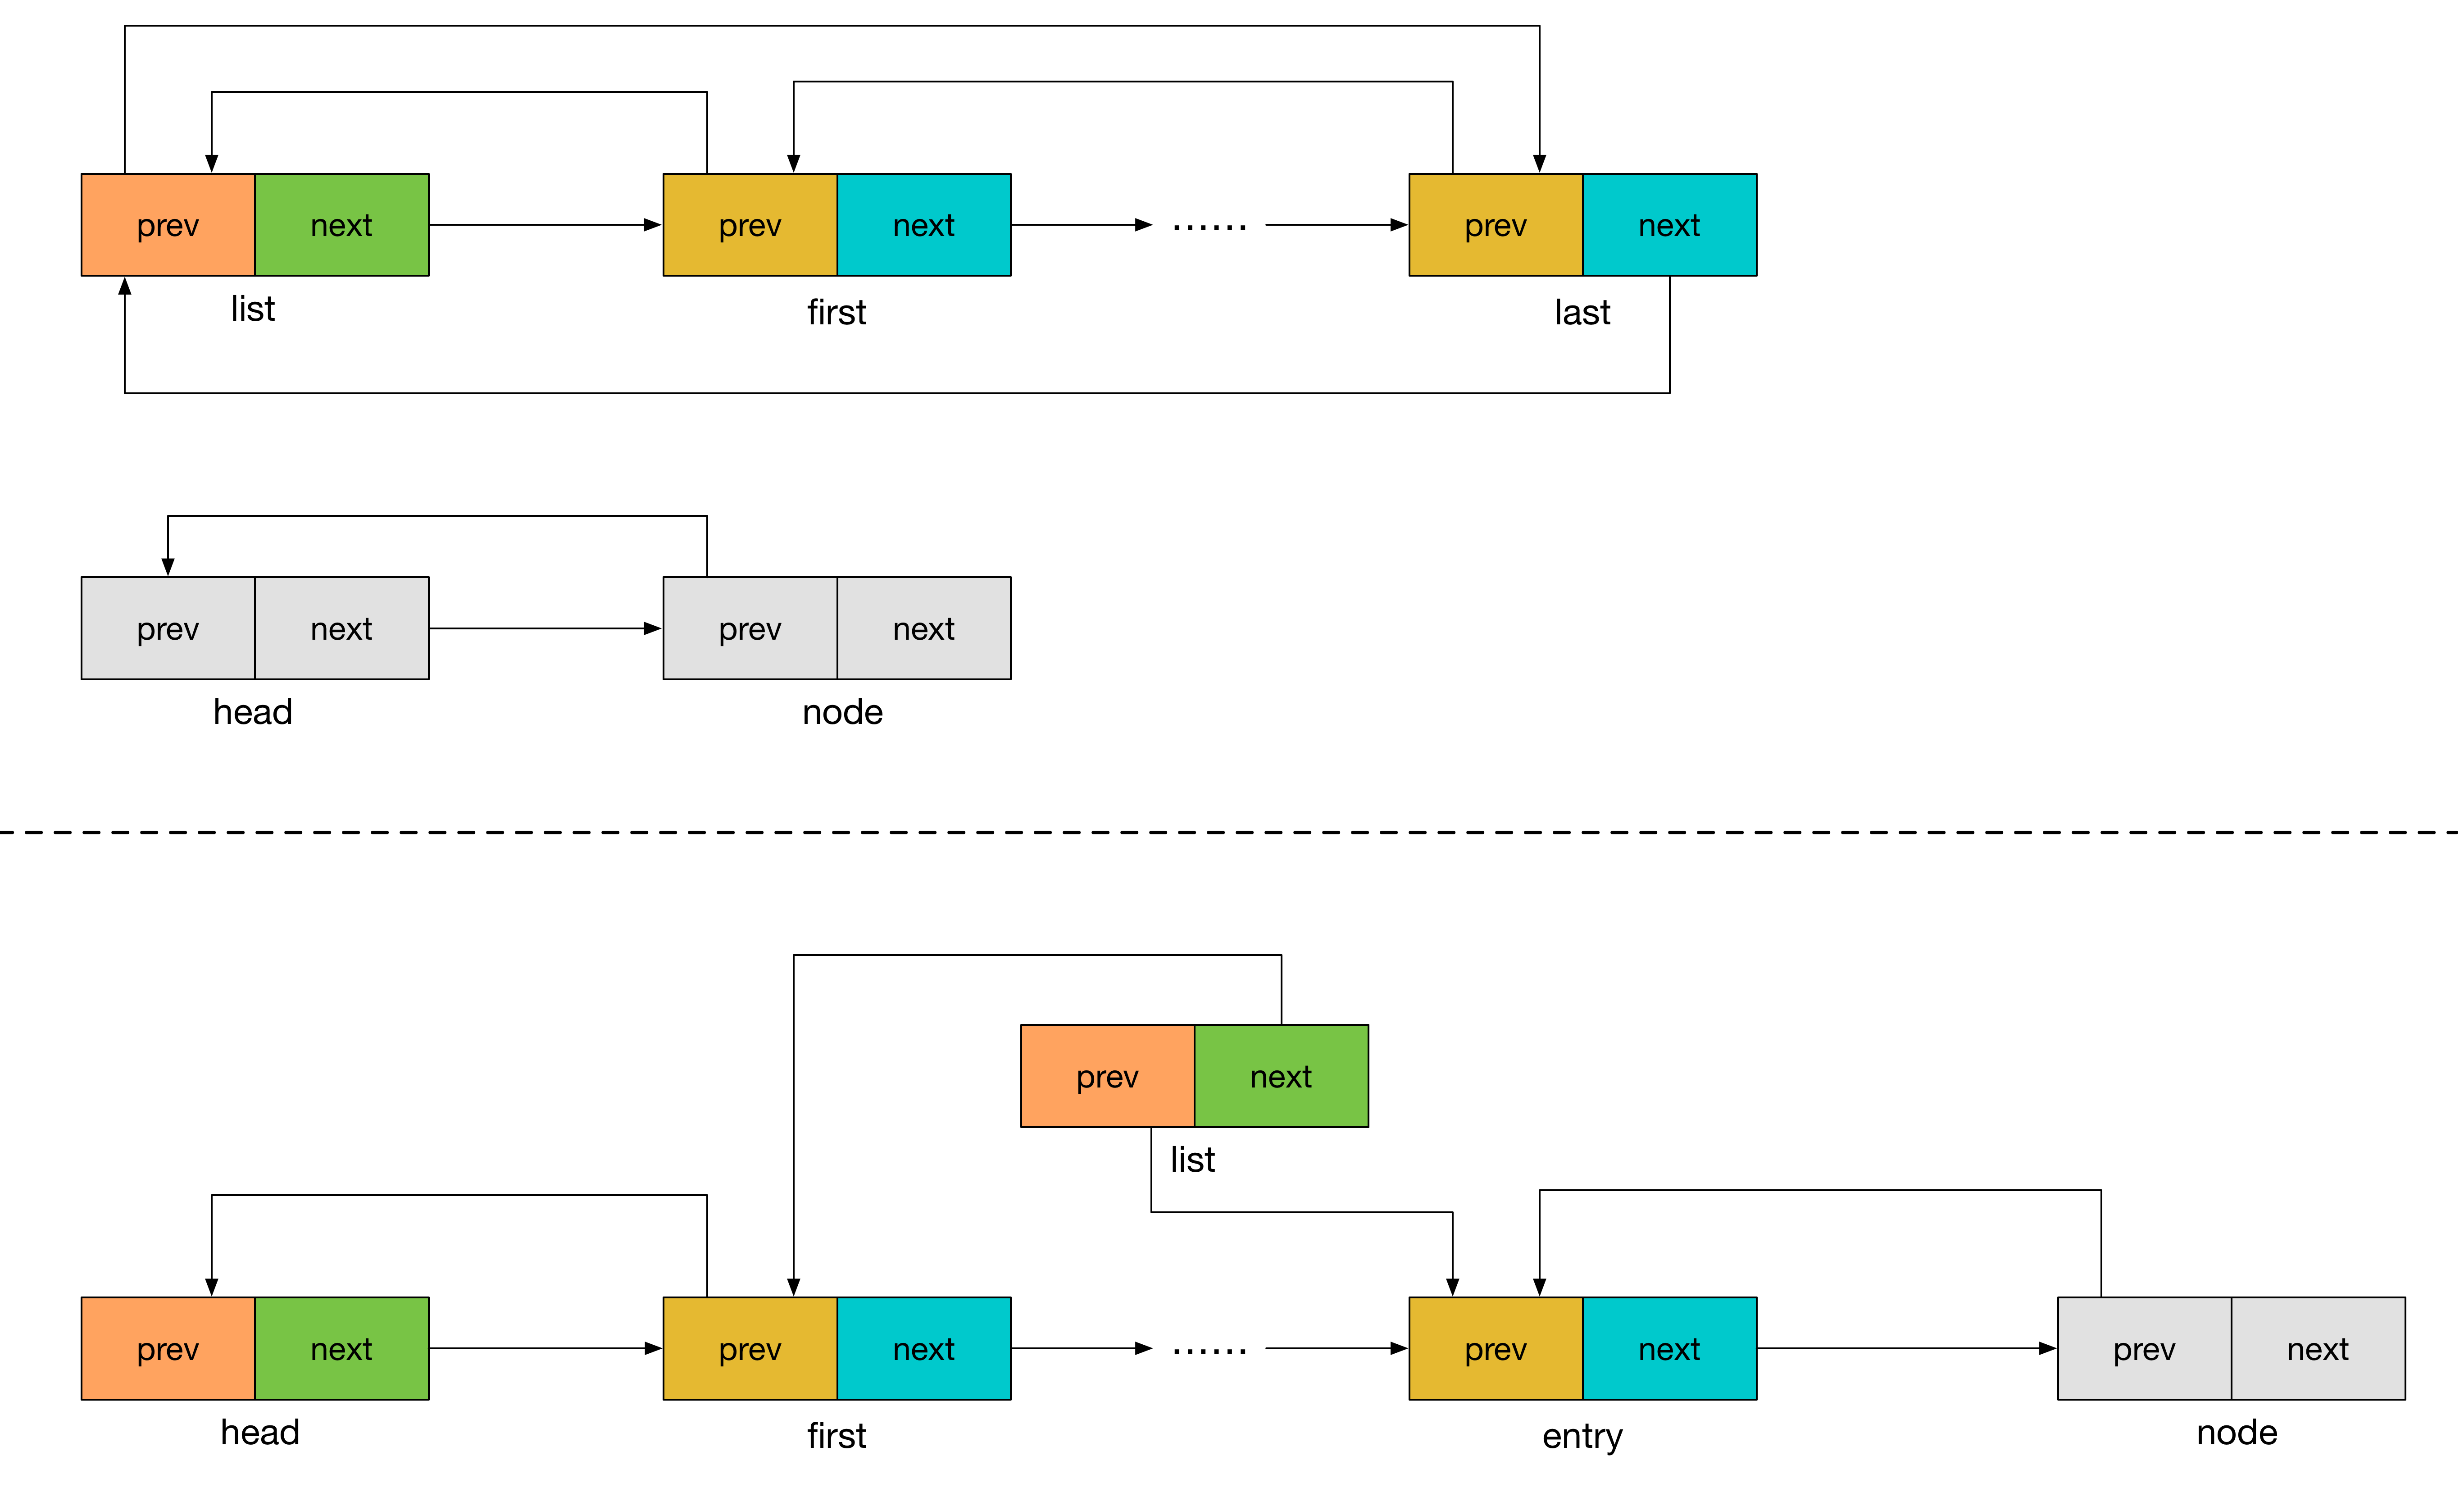 prev next prev next ...... prev next
list first last
prev next prev next
head node
prev next
list
prev next prev next ...... prev next prev next
head first entry node